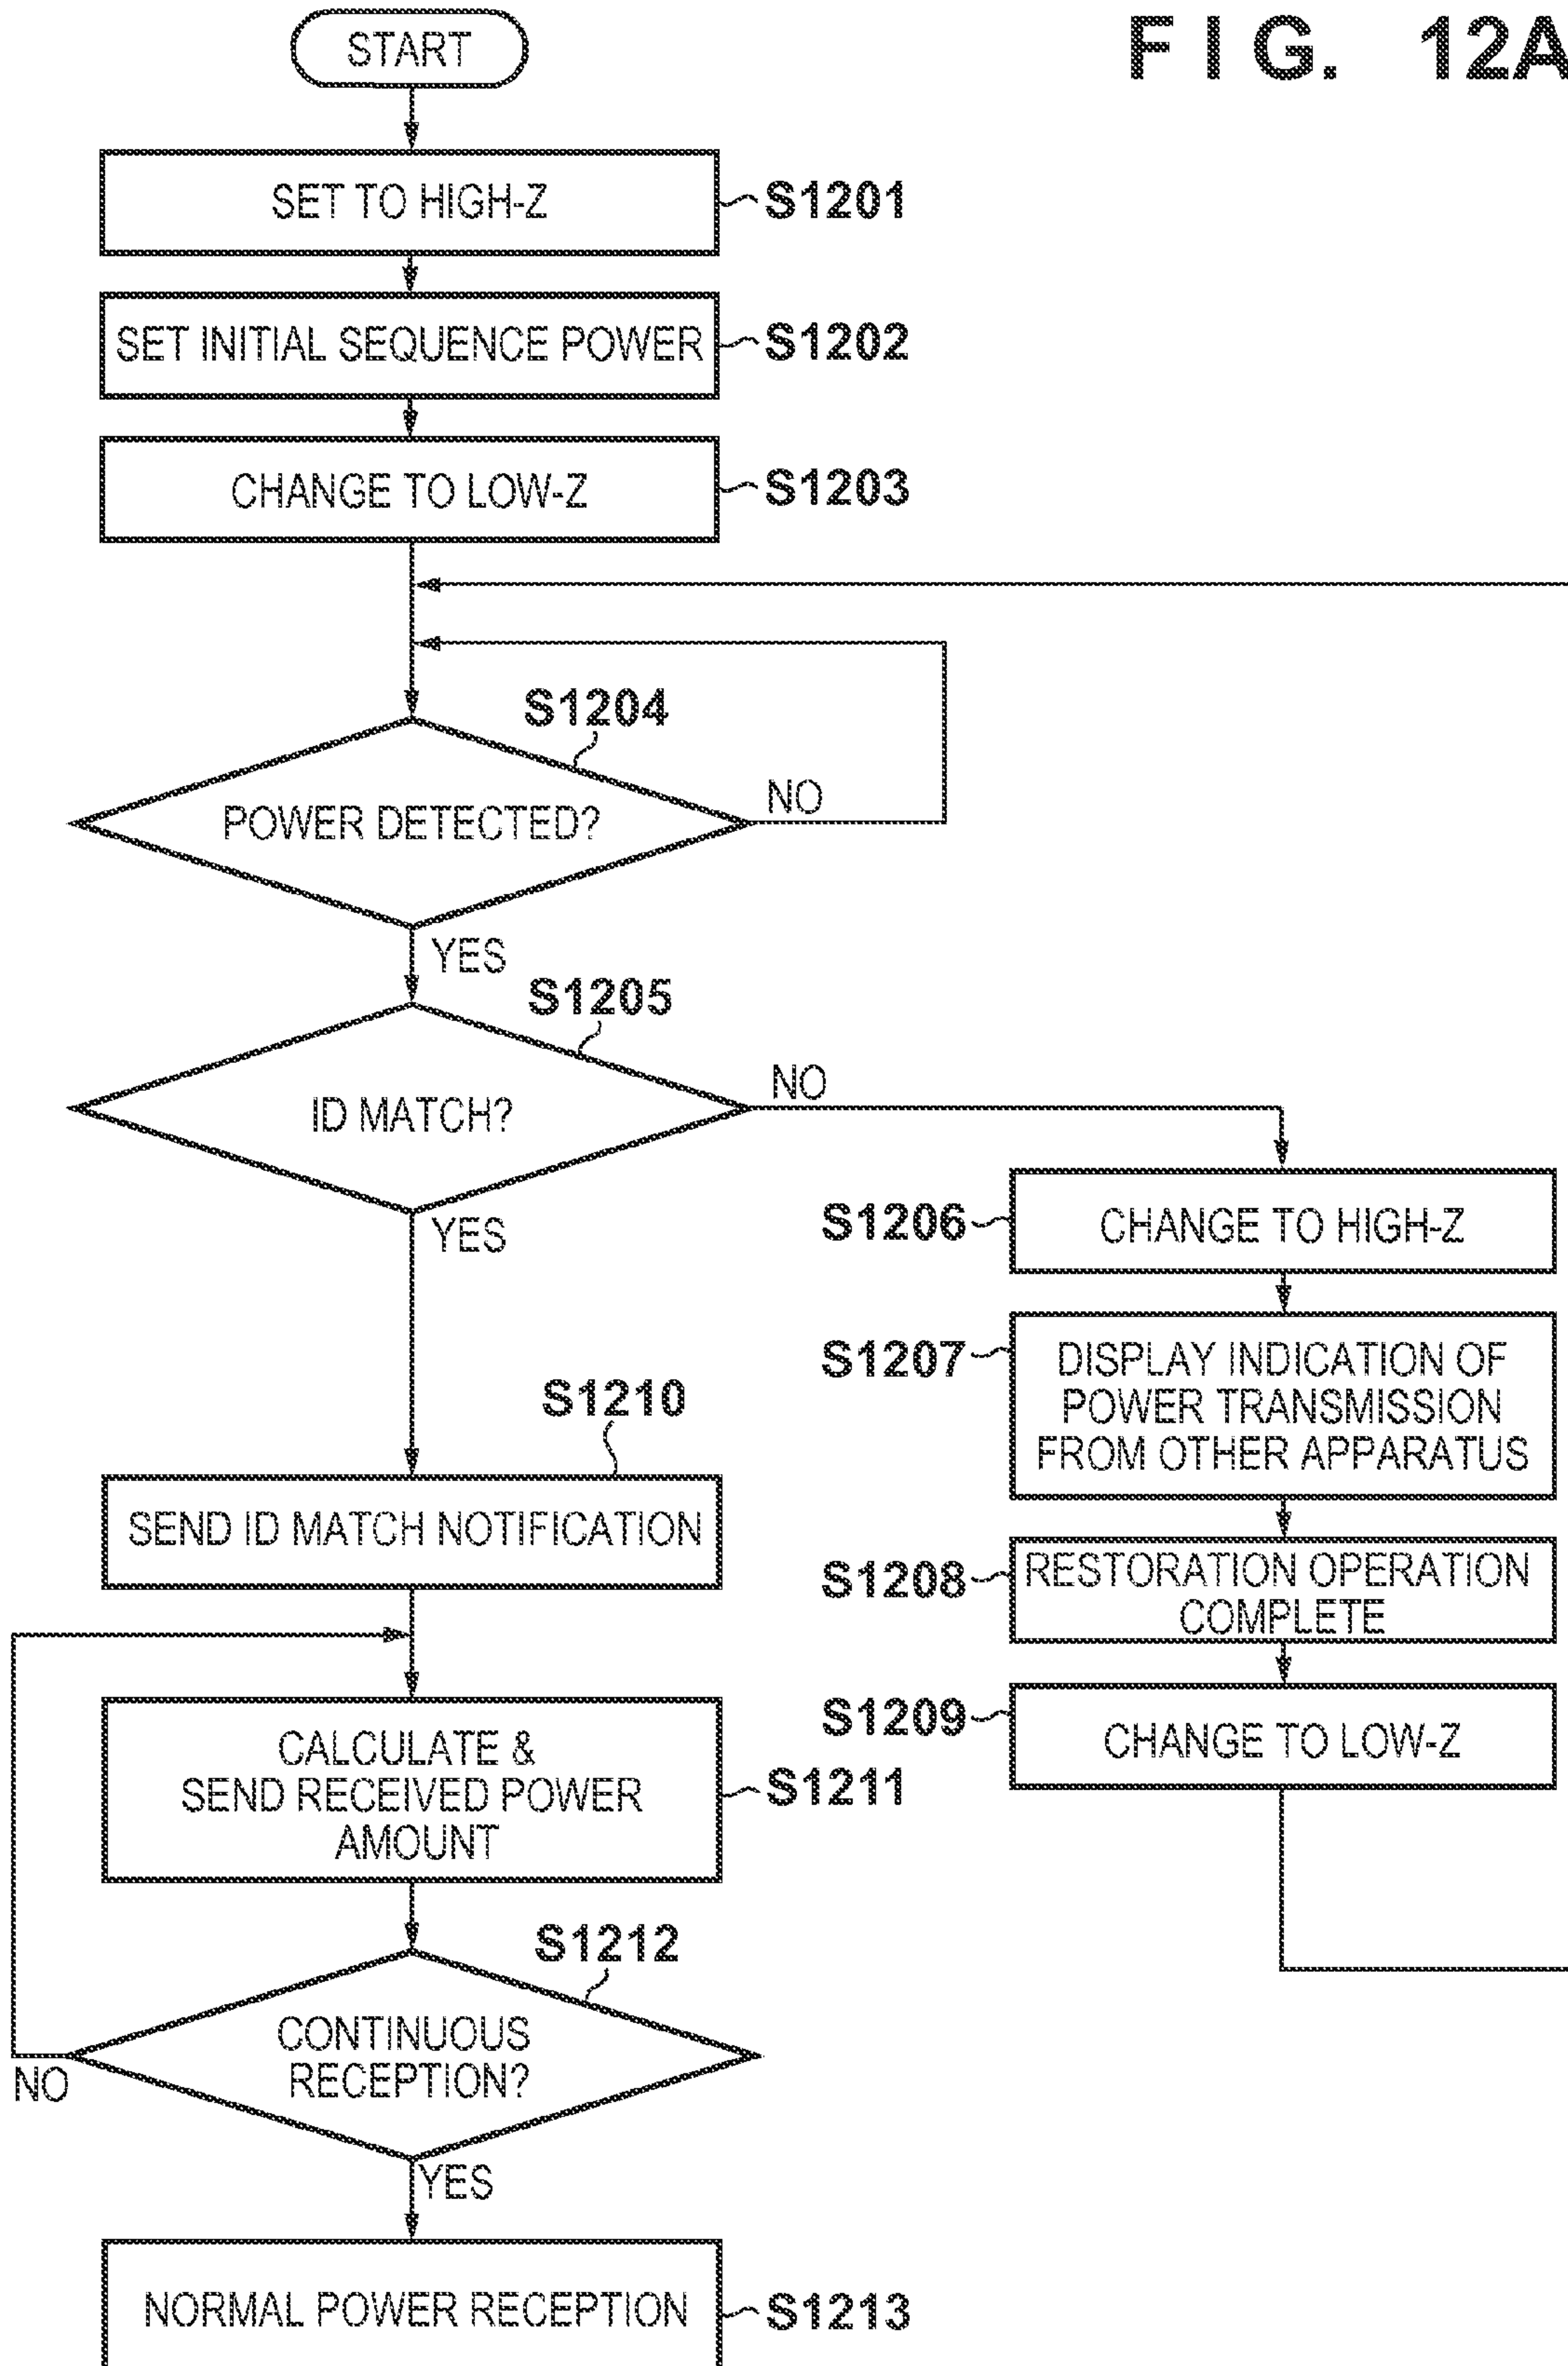 F I G. 12A
START
SET TO HIGH-Z
S1201
SET INITIAL SEQUENCE POWER
S1202
CHANGE TO LOW-Z
S1203
S1204
POWER DETECTED?
NO
YES
S1205
ID MATCH?
NO
YES
S1206
CHANGE TO HIGH-Z
S1207
DISPLAY INDICATION OF
POWER TRANSMISSION
FROM OTHER APPARATUS
S1208
RESTORATION OPERATION
COMPLETE
S1209
CHANGE TO LOW-Z
S1210
SEND ID MATCH NOTIFICATION
CALCULATE &
SEND RECEIVED POWER
AMOUNT
S1211
S1212
CONTINUOUS
RECEPTION?
NO
YES
NORMAL POWER RECEPTION
S1213